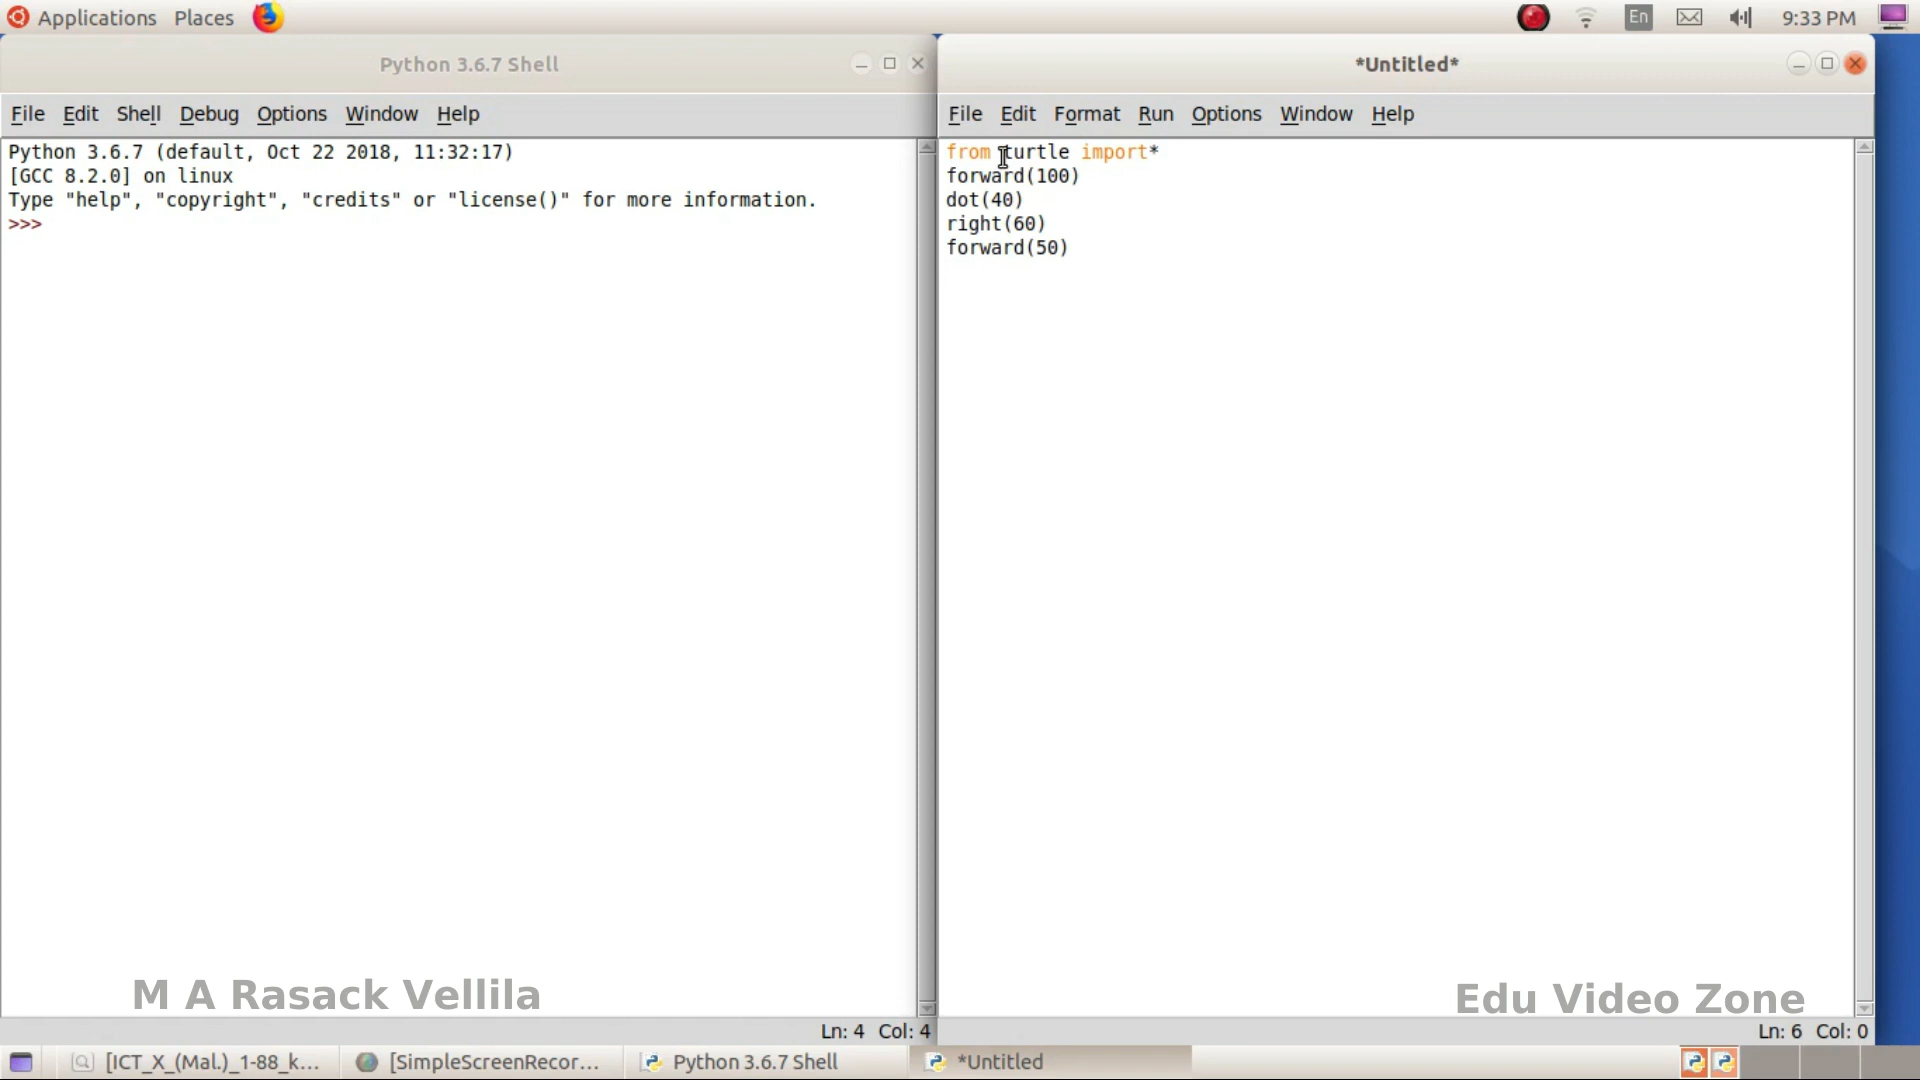 Applications Places En 9:33 PM
Python 3.6.7 Shell
File Edit Shell Debug Options Window Help
Python 3.6.7 (default, Oct 22 2018, 11:32:17)
[GCC 8.2.0] on linux
Type "help", "copyright", "credits" or "license()" for more information.
>>>
M A Rasack Vellila
Ln: 4 Col: 4
*Untitled*
File Edit Format Run Options Window Help
from turtle import*
forward(100)
dot(40)
right(60)
forward(50)
Edu Video Zone
Ln: 6 Col: 0
[ICT_X_(Mal.)_1-88_k... [SimpleScreenRecor... Python 3.6.7 Shell *Untitled